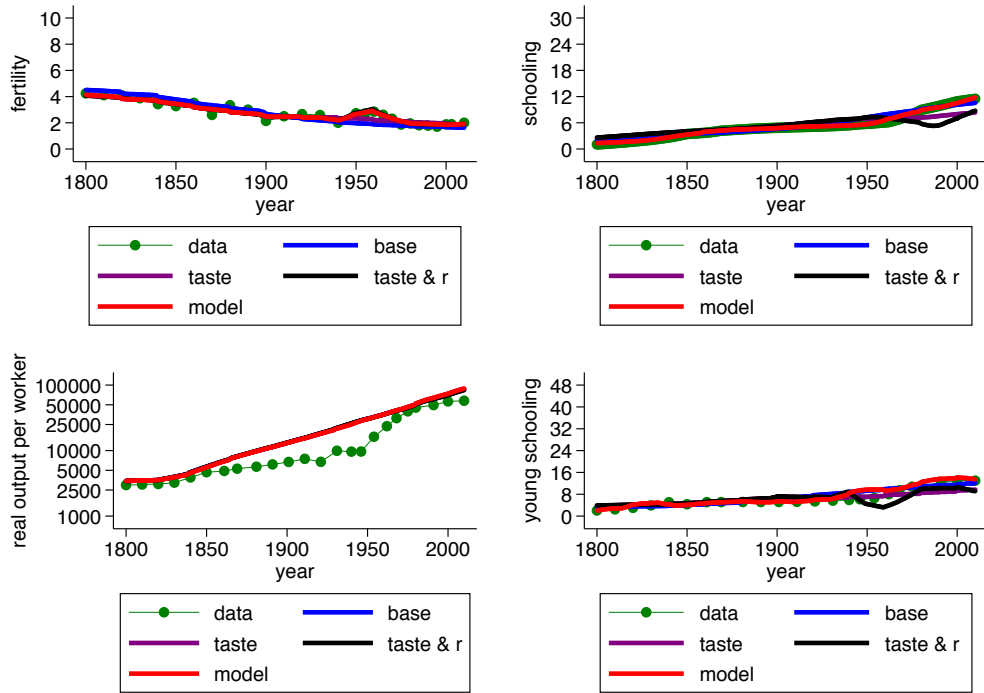 fertility
10
8
6
4
2
0
1800 1850 1900 1950 2000
year
data base
taste taste & r
model
schooling
30
24
18
12
6
0
1800 1850 1900 1950 2000
year
data base
taste taste & r
model
real output per worker
100000
50000
10000
5000
2500
1000
1800 1850 1900 1950 2000
year
data base
taste taste & r
model
young schooling
48
40
32
24
16
8
0
1800 1850 1900 1950 2000
year
data base
taste taste & r
model